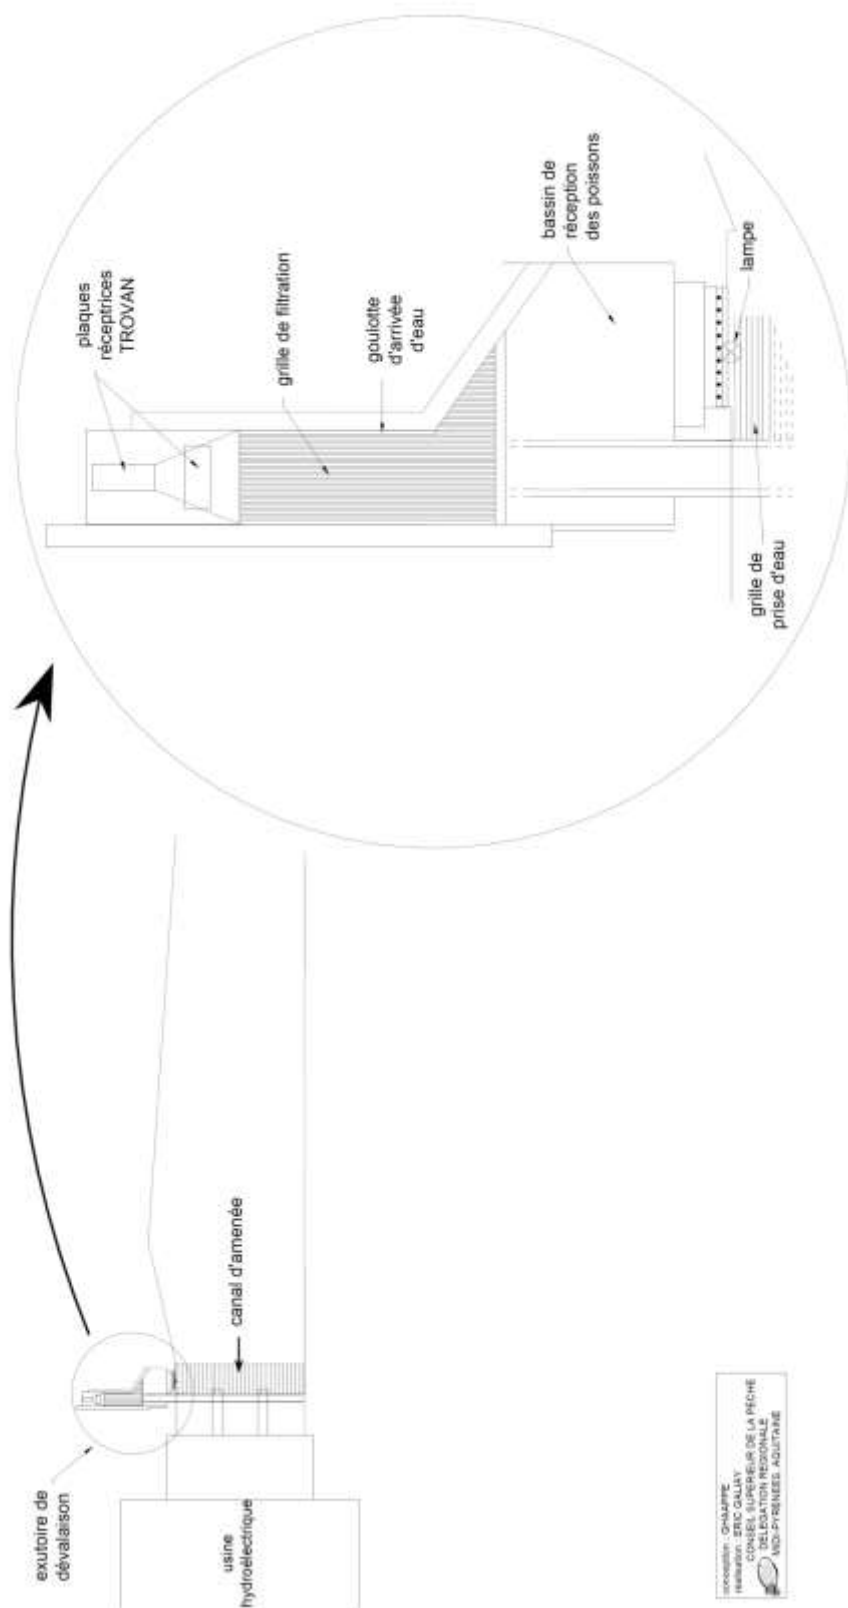 plaques
réceptrices
TROVAN
grille de filtration
goulotte
d'arrivée
d'eau
bassin de
réception
des poissons
lampe
grille de
prise d'eau
exutoire de
dévalaison
canal d'amenée
usine
hydroélectrique
conception : GHAAPPE
réalisation : ERIC GALIAY
CONSEIL SUPERIEUR DE LA PECHE
DELEGATION REGIONALE
MIDI-PYRENEES, AQUITAINE